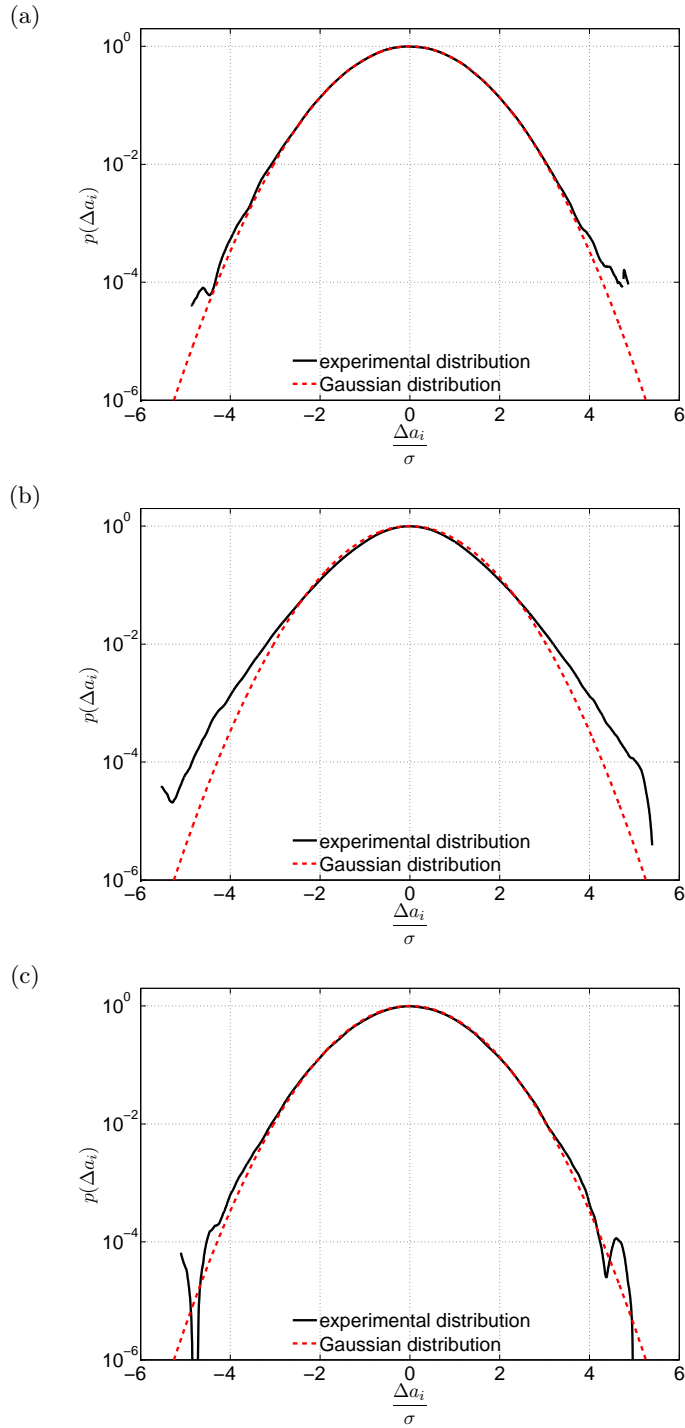 (a)
10^0
10^-2
10^-4
10^-6
p(Δa_i)
experimental distribution
Gaussian distribution
−6 −4 −2 0 2 4 6
Δa_i
σ
(b)
10^0
10^-2
10^-4
10^-6
p(Δa_i)
experimental distribution
Gaussian distribution
−6 −4 −2 0 2 4 6
Δa_i
σ
(c)
10^0
10^-2
10^-4
10^-6
p(Δa_i)
experimental distribution
Gaussian distribution
−6 −4 −2 0 2 4 6
Δa_i
σ